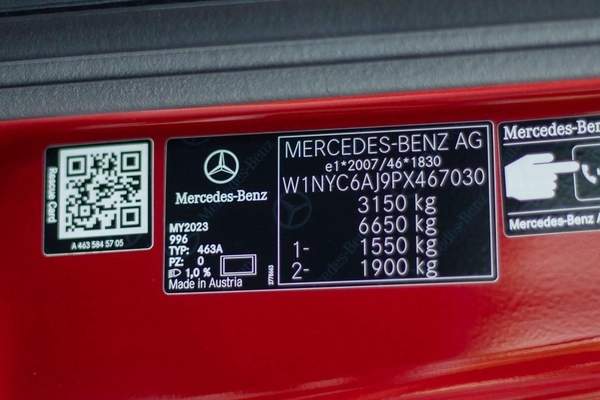 Rescue Card
A 463 584 57 05
Mercedes-Benz
MY2023
996
TYP: 463A
PZ: 0
1,0 %
Made in Austria
MERCEDES-BENZ AG
e1*2007/46*1830
W1NYC6AJ9PX467030
3150 kg
6650 kg
1- 1550 kg
2- 1900 kg
Mercedes-Benz
Mercedes-Benz A